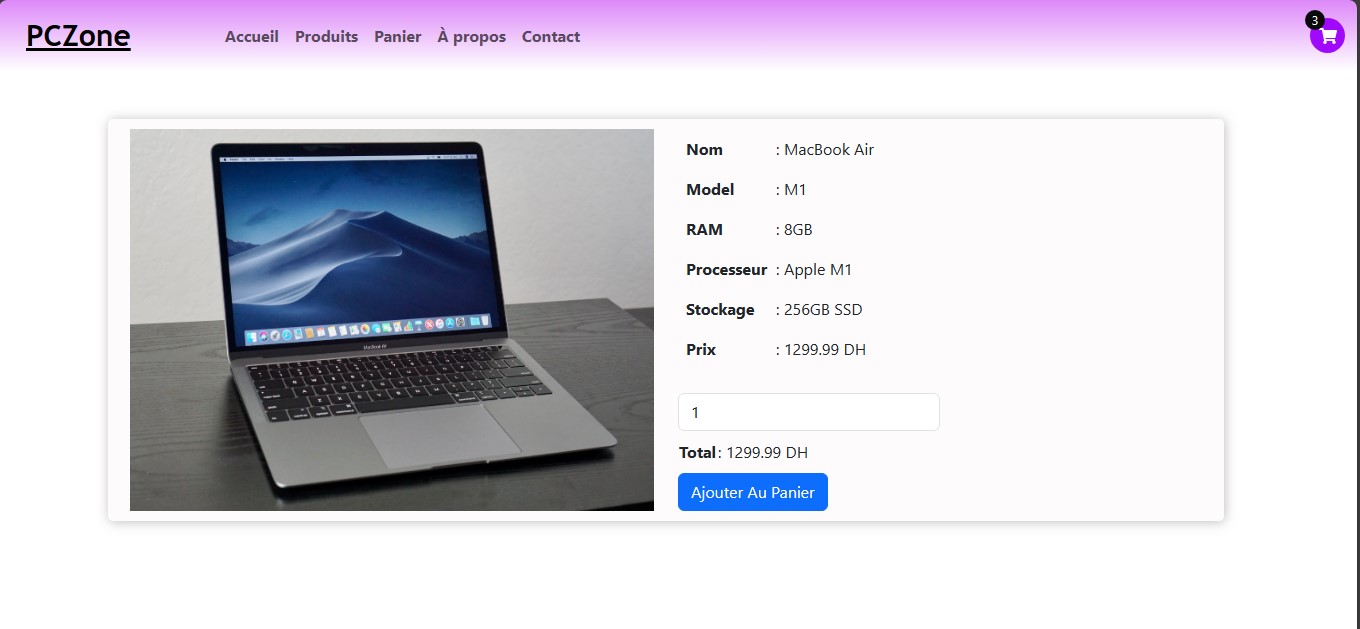 PCZone Accueil Produits Panier À propos Contact 3
Nom : MacBook Air
Model : M1
RAM : 8GB
Processeur : Apple M1
Stockage : 256GB SSD
Prix : 1299.99 DH
1
Total : 1299.99 DH
Ajouter Au Panier
MacBook Air